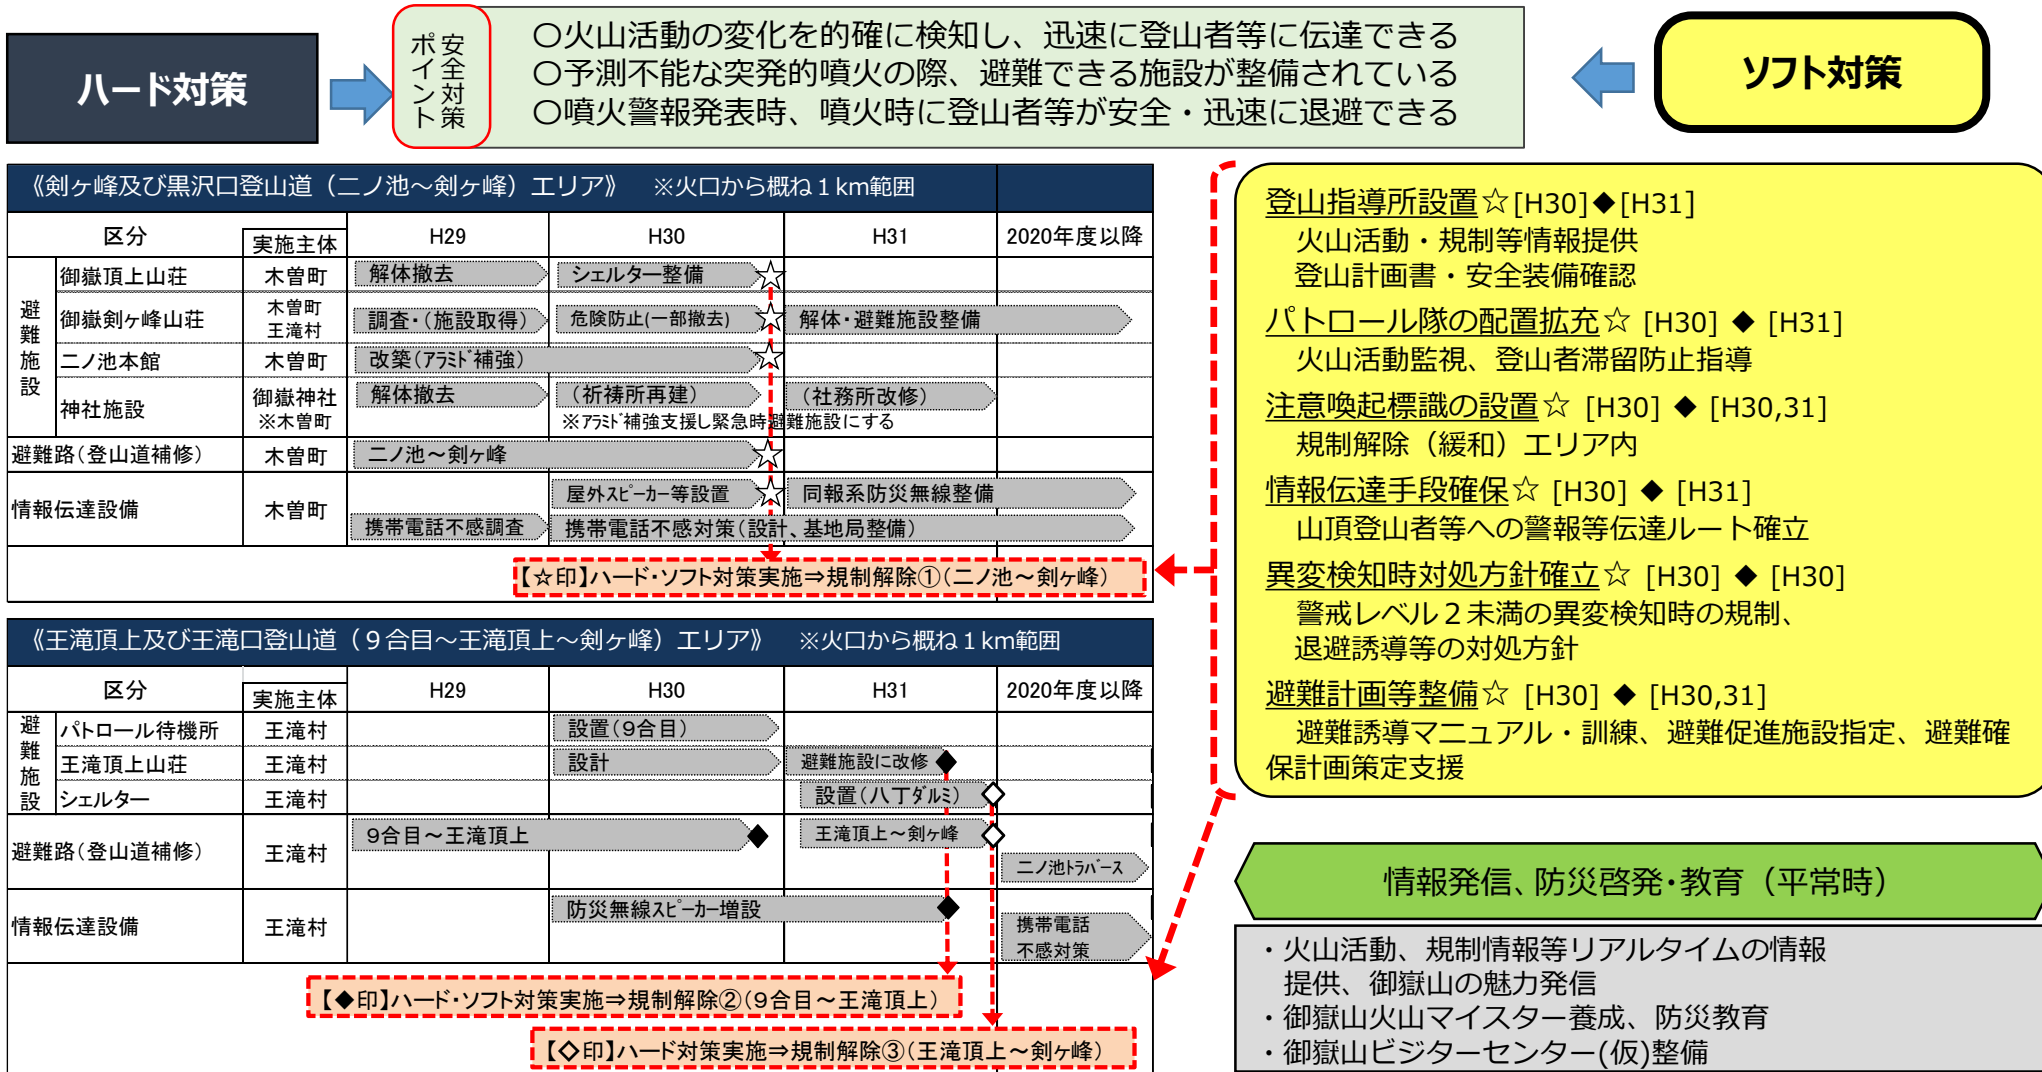 ハード対策
安全対策
ポイント
〇火山活動の変化を的確に検知し、迅速に登山者等に伝達できる
〇予測不能な突発的噴火の際、避難できる施設が整備されている
〇噴火警報発表時、噴火時に登山者等が安全・迅速に退避できる
ソフト対策
《剣ヶ峰及び黒沢口登山道（二ノ池～剣ヶ峰）エリア》　※火口から概ね１km範囲
区分 実施主体 H29 H30 H31 2020年度以降
避難施設
御嶽頂上山荘 木曽町 解体撤去 シェルター整備 ☆
御嶽剣ヶ峰山荘 木曽町 王滝村 調査・（施設取得） 危険防止(一部撤去) ☆ 解体・避難施設整備
二ノ池本館 木曽町 改築（アラミド補強） ☆
神社施設 御嶽神社 ※木曽町 解体撤去 （祈祷所再建） （社務所改修）
※アラミド補強支援し緊急時避難施設にする
避難路（登山道補修） 木曽町 二ノ池～剣ヶ峰 ☆
情報伝達設備 木曽町 屋外スピーカー等設置 ☆ 同報系防災無線整備
携帯電話不感調査 携帯電話不感対策（設計、基地局整備）
【☆印】ハード・ソフト対策実施⇒規制解除①（二ノ池～剣ヶ峰）
《王滝頂上及び王滝口登山道（９合目～王滝頂上～剣ヶ峰）エリア》　※火口から概ね１km範囲
区分 実施主体 H29 H30 H31 2020年度以降
避難施設
パトロール待機所 王滝村 設置（９合目）
王滝頂上山荘 王滝村 設計 避難施設に改修 ◆
シェルター 王滝村 設置（八丁ダルミ） ◇
避難路（登山道補修） 王滝村 ９合目～王滝頂上 ◆ 王滝頂上～剣ヶ峰 ◇
二ノ池トラバース
情報伝達設備 王滝村 防災無線スピーカー増設 ◆
携帯電話
不感対策
【◆印】ハード・ソフト対策実施⇒規制解除②（９合目～王滝頂上）
【◇印】ハード対策実施⇒規制解除③（王滝頂上～剣ヶ峰）
登山指導所設置☆[H30]◆[H31]
火山活動・規制等情報提供
登山計画書・安全装備確認
パトロール隊の配置拡充☆ [H30] ◆ [H31]
火山活動監視、登山者滞留防止指導
注意喚起標識の設置☆ [H30] ◆ [H30,31]
規制解除（緩和）エリア内
情報伝達手段確保☆ [H30] ◆ [H31]
山頂登山者等への警報等伝達ルート確立
異変検知時対処方針確立☆ [H30] ◆ [H30]
警戒レベル２未満の異変検知時の規制、
退避誘導等の対処方針
避難計画等整備☆ [H30] ◆ [H30,31]
避難誘導マニュアル・訓練、避難促進施設指定、避難確
保計画策定支援
情報発信、防災啓発・教育（平常時）
・火山活動、規制情報等リアルタイムの情報
提供、御嶽山の魅力発信
・御嶽山火山マイスター養成、防災教育
・御嶽山ビジターセンター(仮)整備